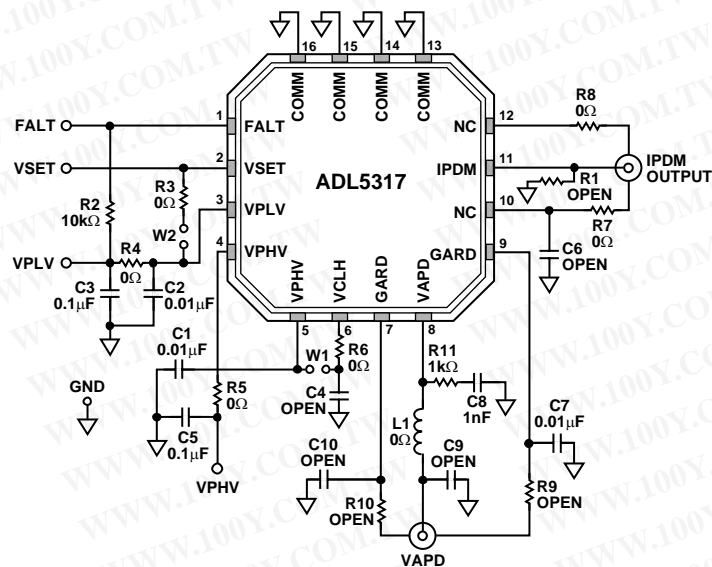 16 15 14 13
COMM COMM COMM COMM
ADL5317
FALT 1 FALT
VSET 2 VSET
R3
0Ω
W2
3 VPLV
R2
10kΩ
4 VPHV
VPLV
R4
0Ω
C3
0.1μF
C2
0.01μF
NC 12
R8
0Ω
IPDM 11
IPDM
OUTPUT
R1
OPEN
NC 10
R7
0Ω
GARD 9
C6
OPEN
VPHV VCLH GARD VAPD
5 6 7 8
C1
0.01μF
W1
R6
0Ω
R11
1kΩ
C8
1nF
C4
OPEN
R5
0Ω
GND
C5
0.1μF
VPHV
L1
0Ω
C7
0.01μF
C10
OPEN
C9
OPEN
R10
OPEN
R9
OPEN
VAPD
WWW.100Y.COM.TW